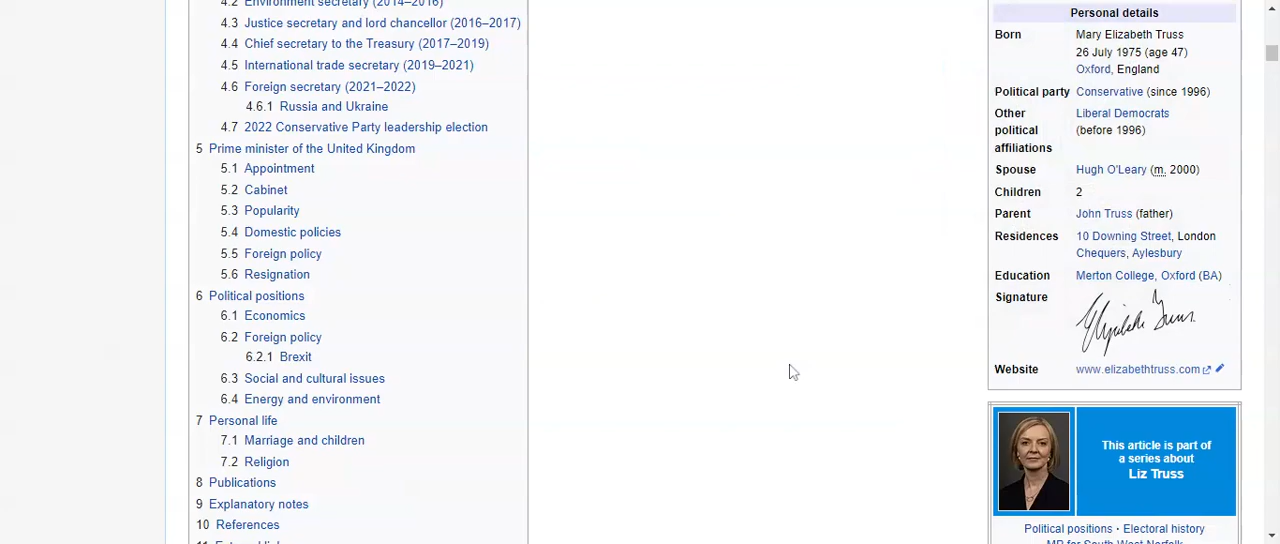 4.2 Environment secretary (2014–2016)
4.3 Justice secretary and lord chancellor (2016–2017)
4.4 Chief secretary to the Treasury (2017–2019)
4.5 International trade secretary (2019–2021)
4.6 Foreign secretary (2021–2022)
4.6.1 Russia and Ukraine
4.7 2022 Conservative Party leadership election
5 Prime minister of the United Kingdom
5.1 Appointment
5.2 Cabinet
5.3 Popularity
5.4 Domestic policies
5.5 Foreign policy
5.6 Resignation
6 Political positions
6.1 Economics
6.2 Foreign policy
6.2.1 Brexit
6.3 Social and cultural issues
6.4 Energy and environment
7 Personal life
7.1 Marriage and children
7.2 Religion
8 Publications
9 Explanatory notes
10 References
Personal details
Born Mary Elizabeth Truss
26 July 1975 (age 47)
Oxford, England
Political party Conservative (since 1996)
Other political affiliations Liberal Democrats (before 1996)
Spouse Hugh O'Leary (m. 2000)
Children 2
Parent John Truss (father)
Residences 10 Downing Street, London
Chequers, Aylesbury
Education Merton College, Oxford (BA)
Signature Elizabeth Truss
Website www.elizabethtruss.com
This article is part of
a series about
Liz Truss
Political positions · Electoral history
MP for South West Norfolk